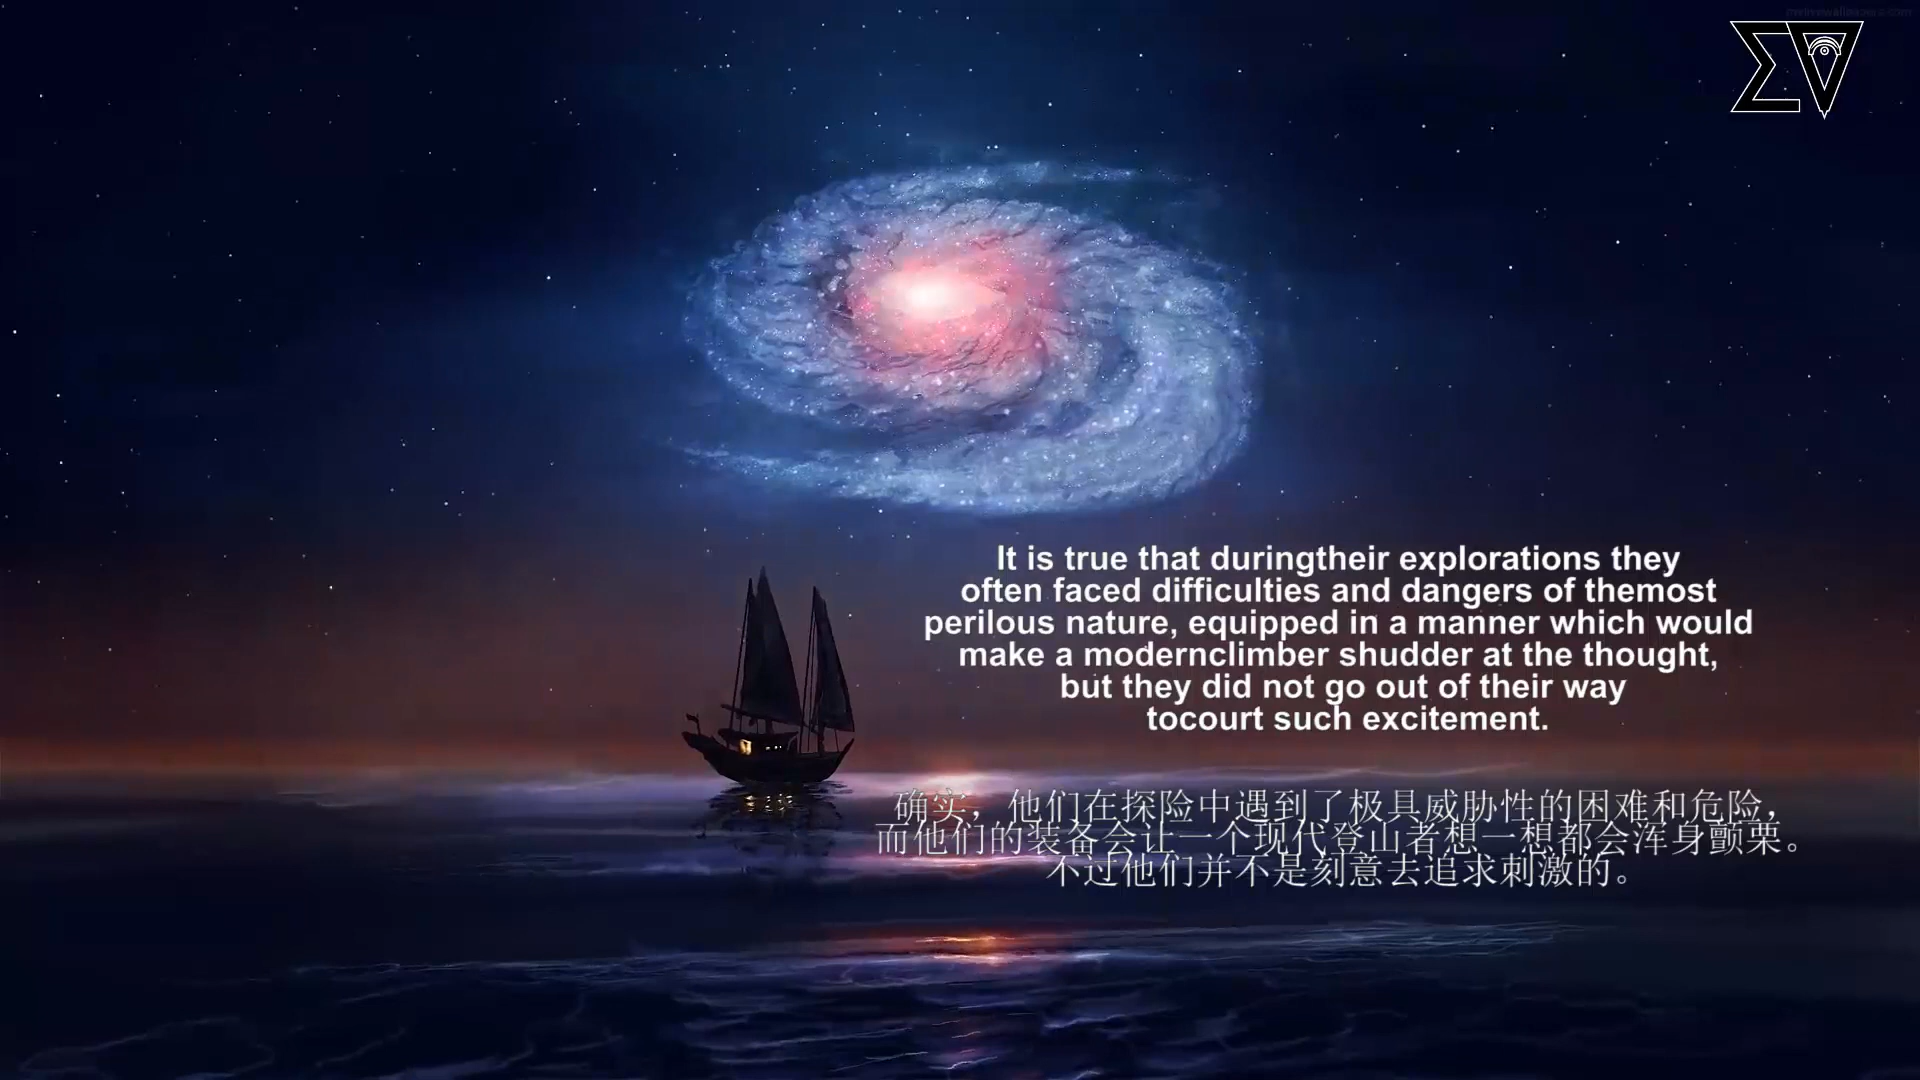 It is true that duringtheir explorations they
often faced difficulties and dangers of themost
perilous nature, equipped in a manner which would
make a modernclimber shudder at the thought,
but they did not go out of their way
tocourt such excitement.
确实，他们在探险中遇到了极具威胁性的困难和危险，
而他们的装备会让一个现代登山者想一想都会浑身颤栗。
不过他们并不是刻意去追求刺激的。